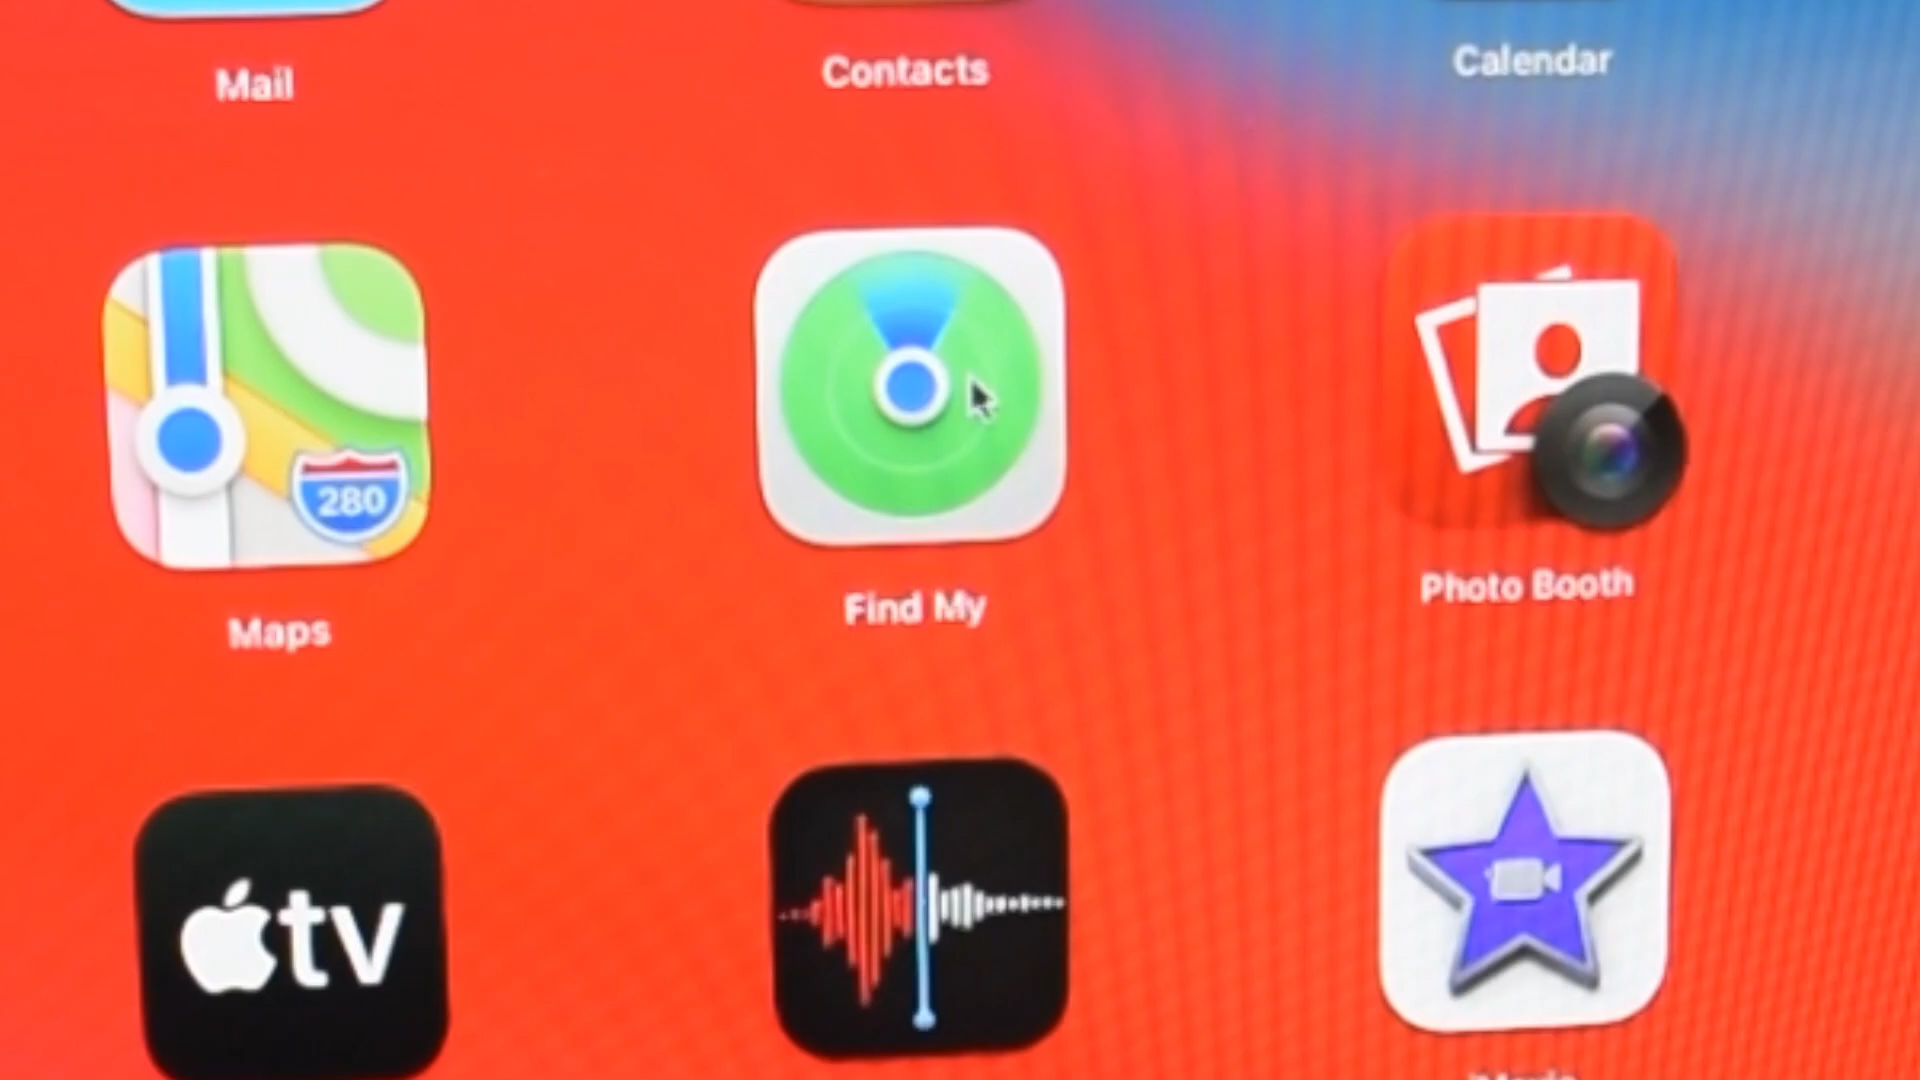 Mail
Contacts
Calendar
280
Maps
Find My
Photo Booth
tv